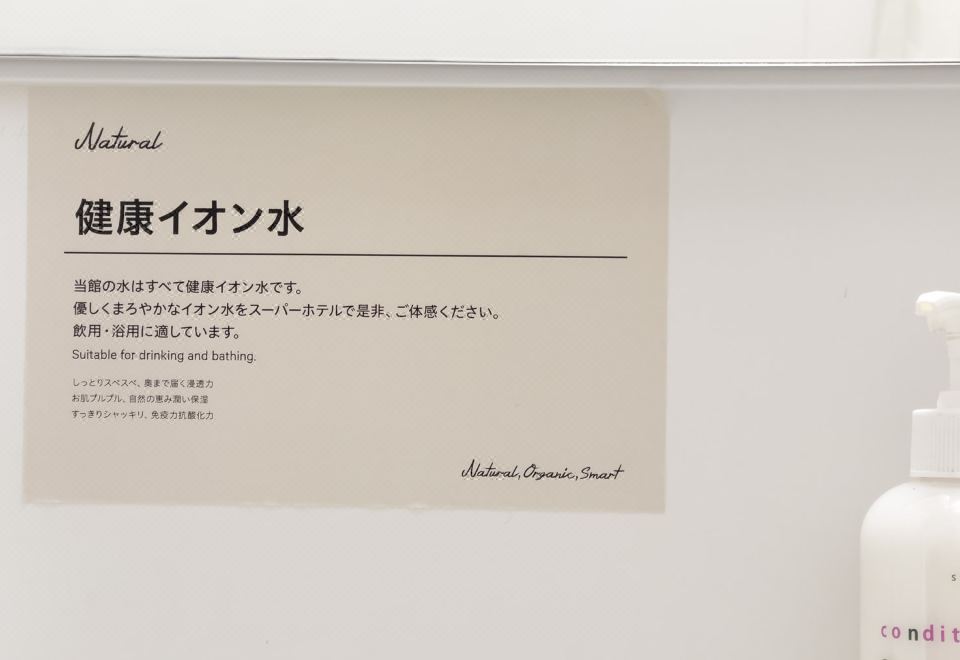 Natural
健康イオン水
当館の水はすべて健康イオン水です。
優しくまろやかなイオン水をスーパーホテルで是非、ご体感ください。
飲用・浴用に適しています。
Suitable for drinking and bathing.
しっとりスベスベ、奥まで届く浸透力
お肌プルプル、自然の恵み潤い保湿
すっきりシャッキリ、免疫力抗酸化力
Natural, Organic, Smart
s
condit